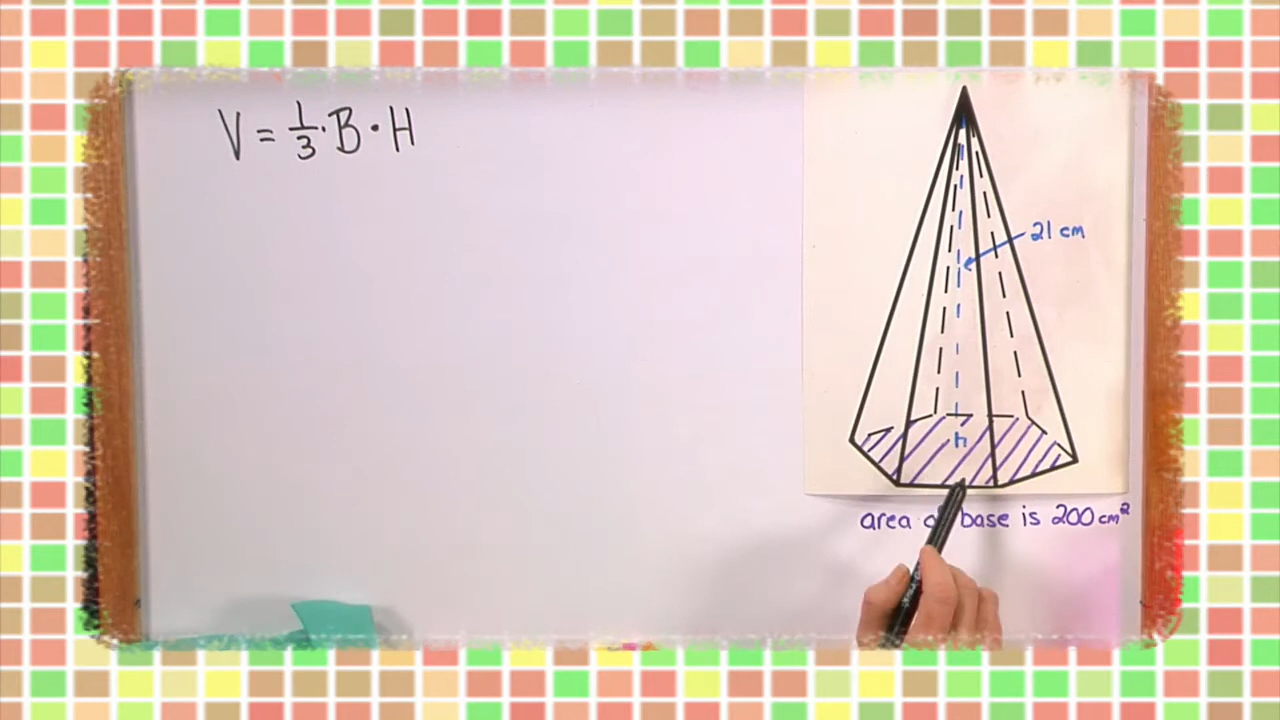 V = 1/3 · B · H
21 cm
h
area of base is 200 cm²